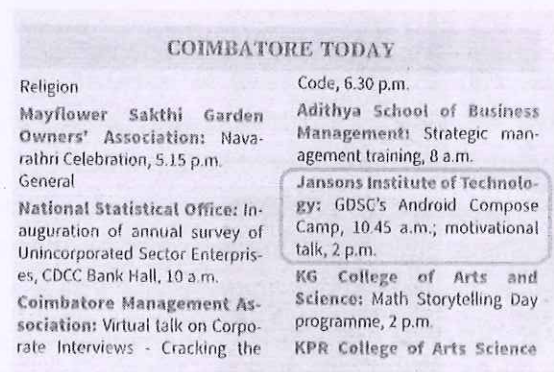 COIMBATORE TODAY
Religion
Mayflower Sakthi Garden
Owners' Association: Nava-
rathri Celebration, 5.15 p.m.
General
National Statistical Office: In-
auguration of annual survey of
Unincorporated Sector Enterpris-
es, CDCC Bank Hall, 10 a.m.
Coimbatore Management As-
sociation: Virtual talk on Corpo-
rate Interviews - Cracking the
Code, 6.30 p.m.
Adithya School of Business
Management: Strategic man-
agement training, 8 a.m.
Jansons Institute of Technolo-
gy: GDSC's Android Compose
Camp, 10.45 a.m.; motivational
talk, 2 p.m.
KG College of Arts and
Science: Math Storytelling Day
programme, 2 p.m.
KPR College of Arts Science